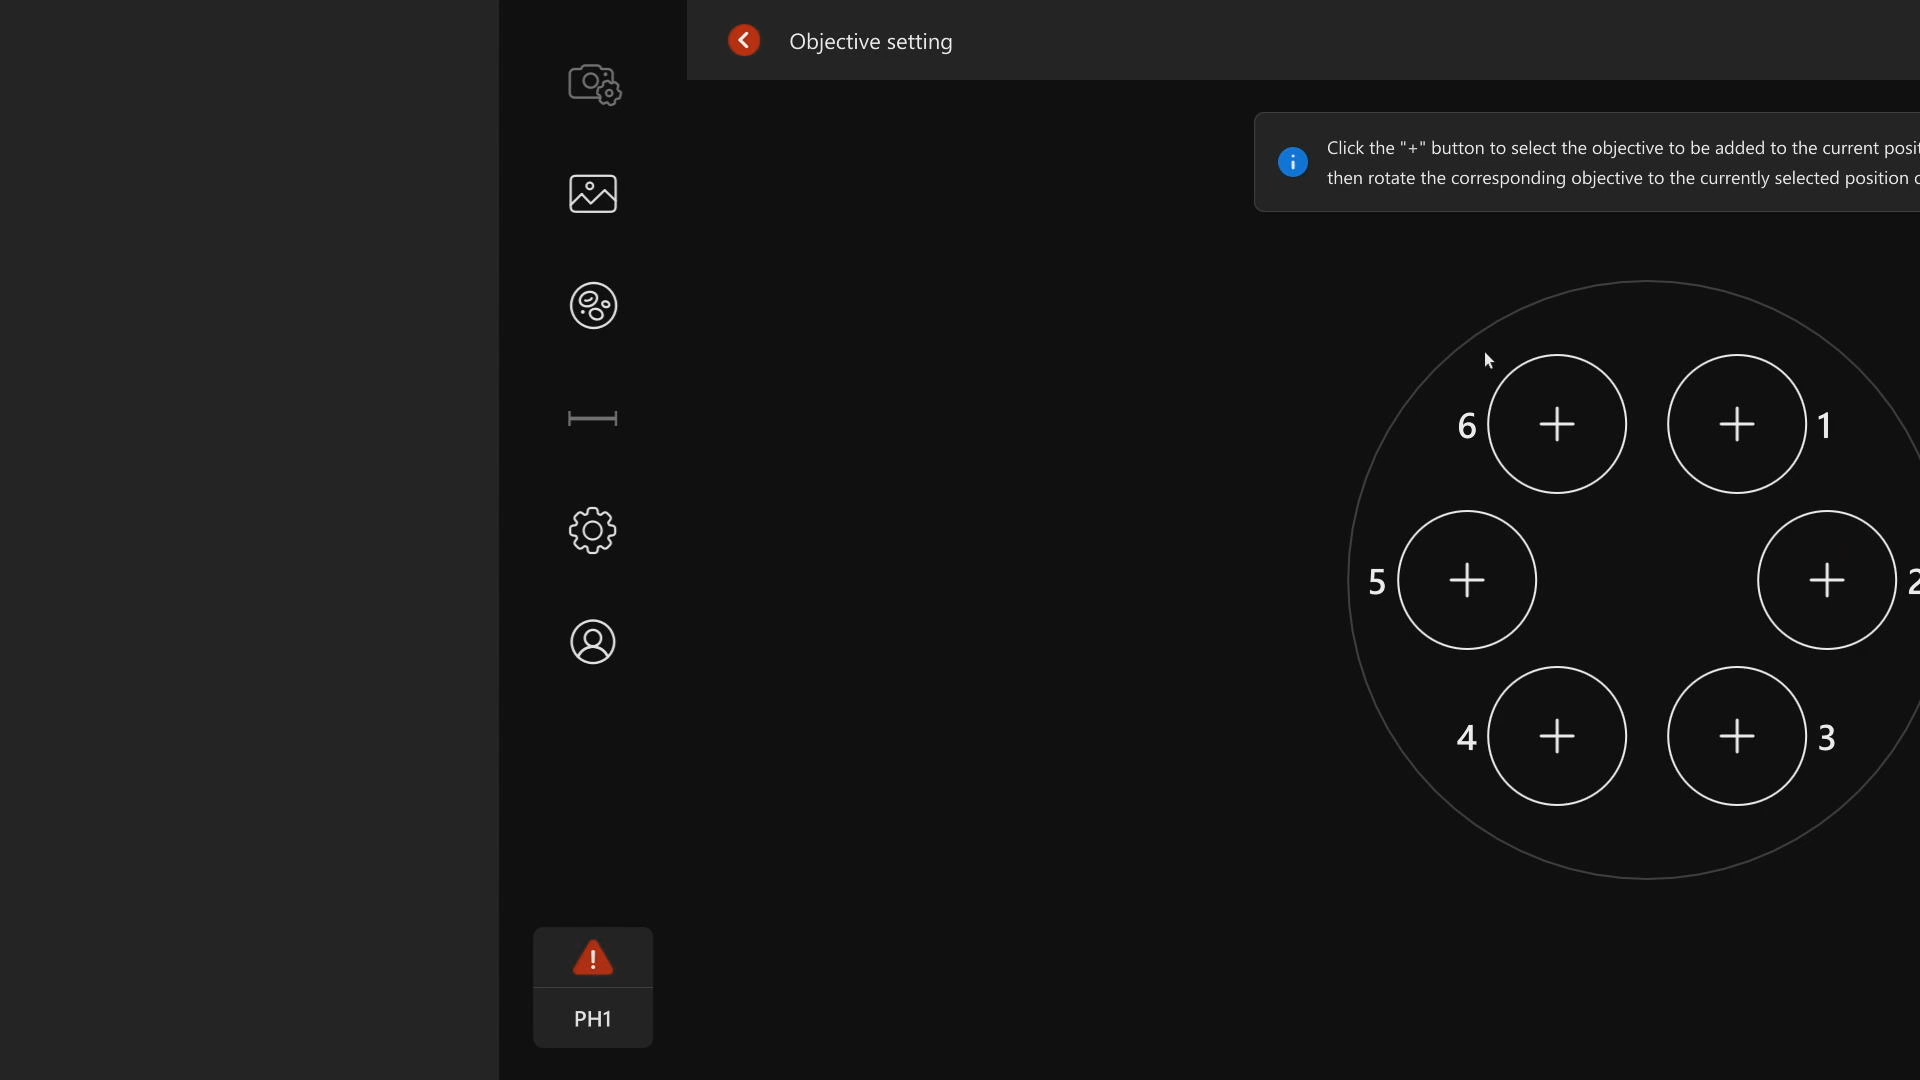 Objective setting
Click the "+" button to select the objective to be added to the current
then rotate the corresponding objective to the currently selected position
6
1
5
2
4
3
PH1